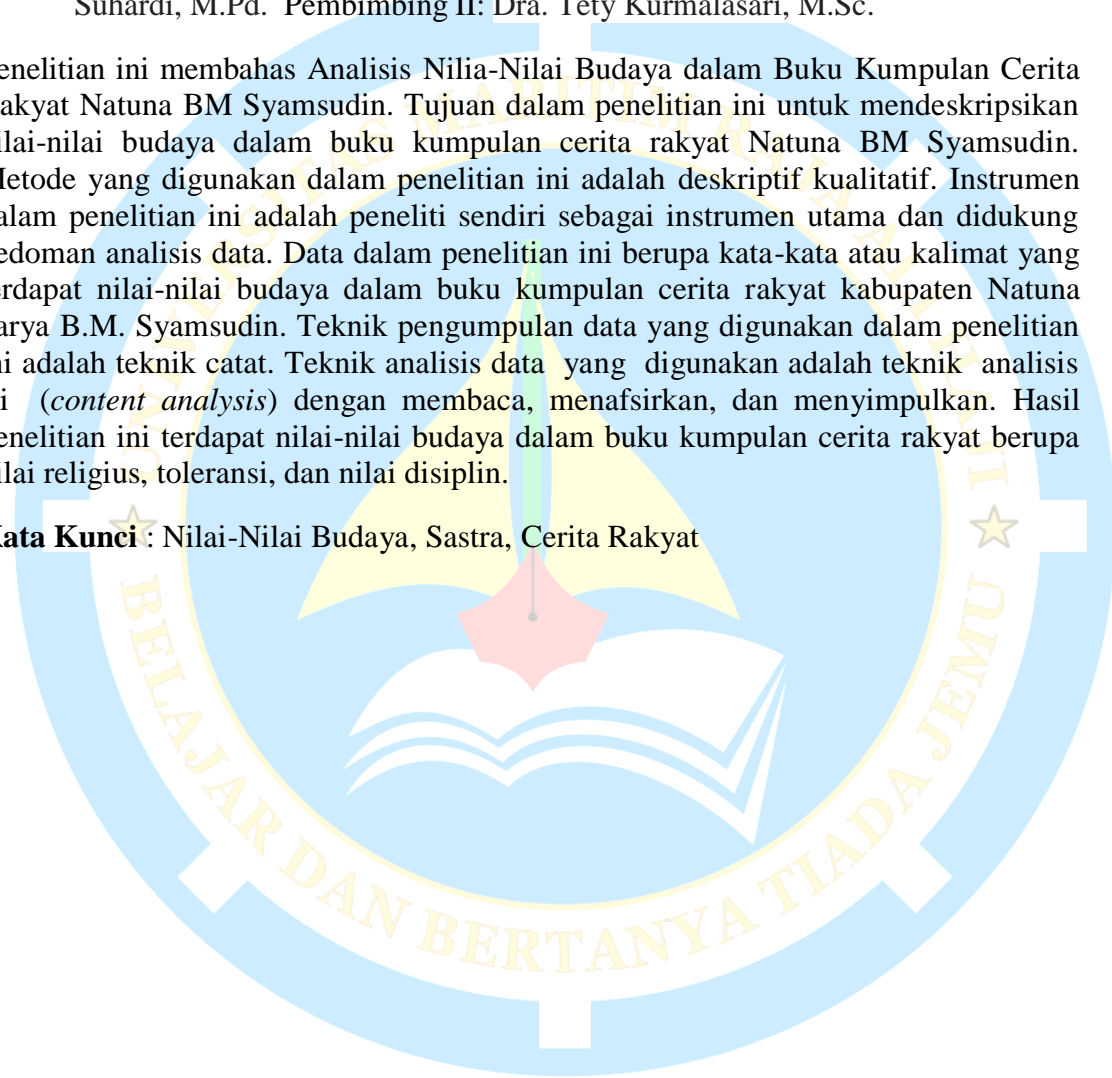 Suhardi, M.Pd. Pembimbing II: Dra. Tety Kurmalasari, M.Sc.
enelitian ini membahas Analisis Nilia-Nilai Budaya dalam Buku Kumpulan Cerita
akyat Natuna BM Syamsudin. Tujuan dalam penelitian ini untuk mendeskripsikan
ilai-nilai budaya dalam buku kumpulan cerita rakyat Natuna BM Syamsudin.
etode yang digunakan dalam penelitian ini adalah deskriptif kualitatif. Instrumen
alam penelitian ini adalah peneliti sendiri sebagai instrumen utama dan didukung
edoman analisis data. Data dalam penelitian ini berupa kata-kata atau kalimat yang
erdapat nilai-nilai budaya dalam buku kumpulan cerita rakyat kabupaten Natuna
arya B.M. Syamsudin. Teknik pengumpulan data yang digunakan dalam penelitian
ni adalah teknik catat. Teknik analisis data yang digunakan adalah teknik analisis
i (content analysis) dengan membaca, menafsirkan, dan menyimpulkan. Hasil
enelitian ini terdapat nilai-nilai budaya dalam buku kumpulan cerita rakyat berupa
ilai religius, toleransi, dan nilai disiplin.
Kata Kunci : Nilai-Nilai Budaya, Sastra, Cerita Rakyat
UNIVERSITAS MARITIM RAJA ALI HAJI
BELAJAR DAN BERTANYA TIADA JEMU